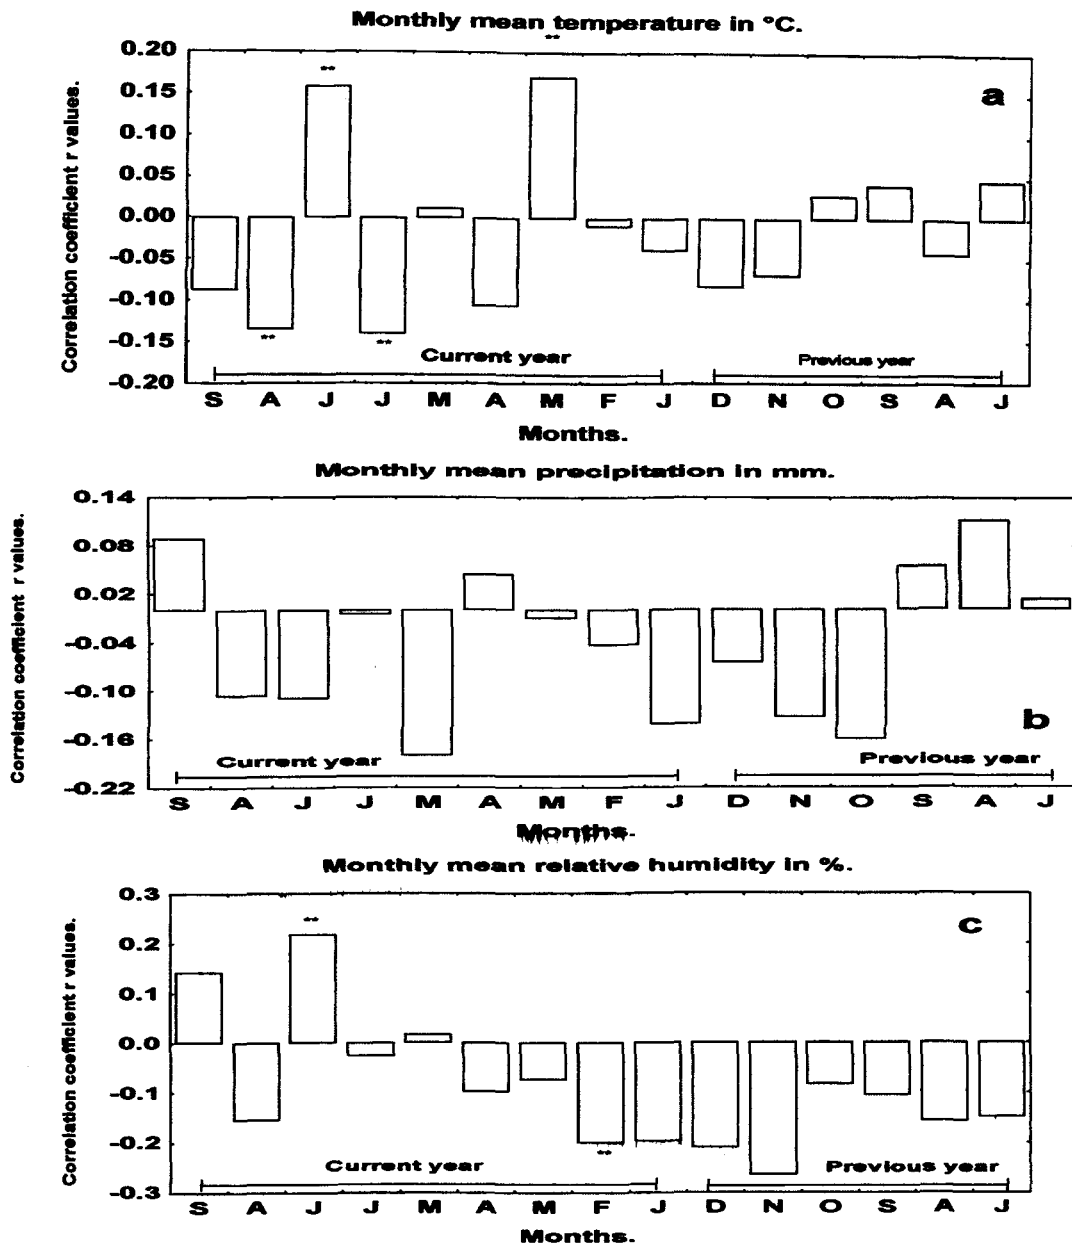 Monthly mean temperature in °C.
**
0.20
0.15
0.10
0.05
0.00
-0.05
-0.10
-0.15
-0.20
Correlation coefficient r values.
a
**
** **
Current year Previous year
S A J J M A M F J D N O S A J
Months.
Monthly mean precipitation in mm.
0.14
0.08
0.02
-0.04
-0.10
-0.16
-0.22
Correlation coefficient r values.
b
Current year Previous year
S A J J M A M F J D N O S A J
Months.
Monthly mean relative humidity in %.
0.3
0.2
0.1
0.0
-0.1
-0.2
-0.3
Correlation coefficient r values.
c
**
**
Current year Previous year
S A J J M A M F J D N O S A J
Months.